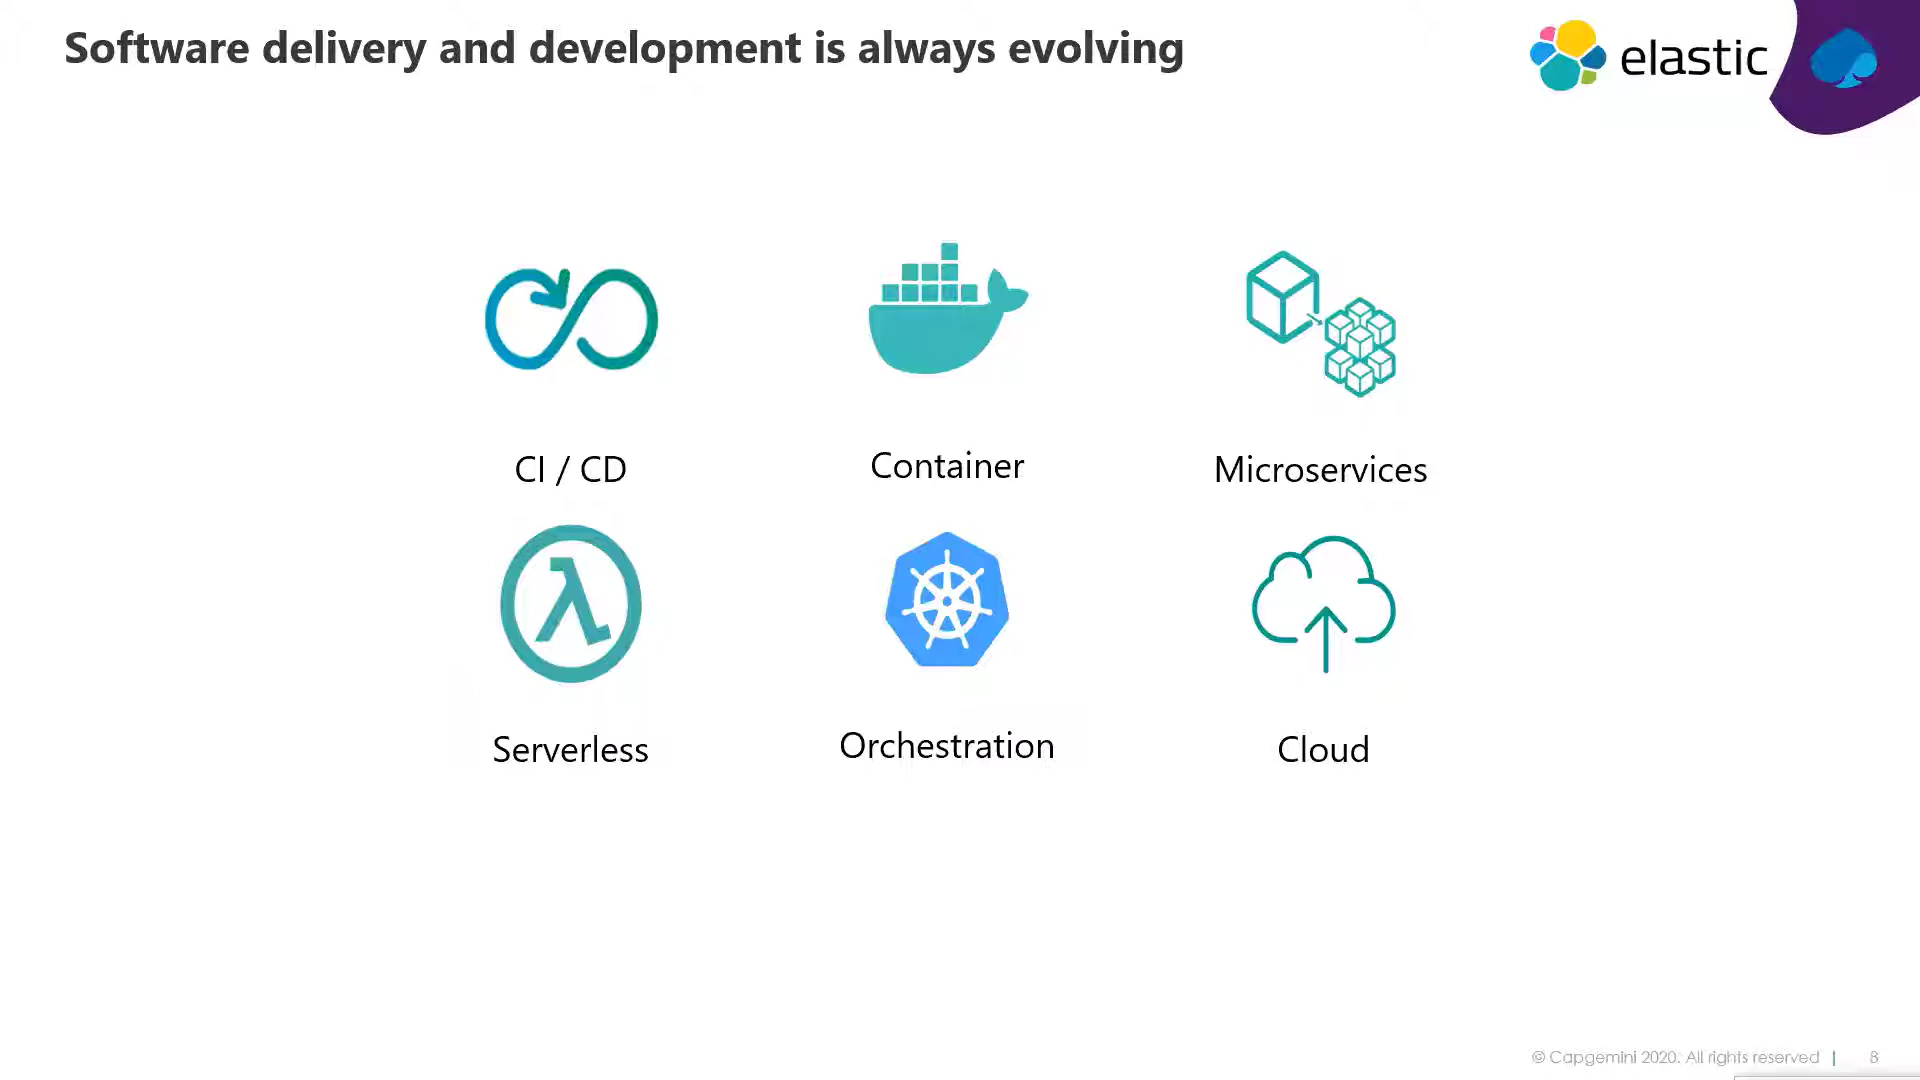 Software delivery and development is always evolving
elastic
CI / CD
Container
Microservices
λ
Serverless
Orchestration
Cloud
© Capgemini 2020. All rights reserved | 8